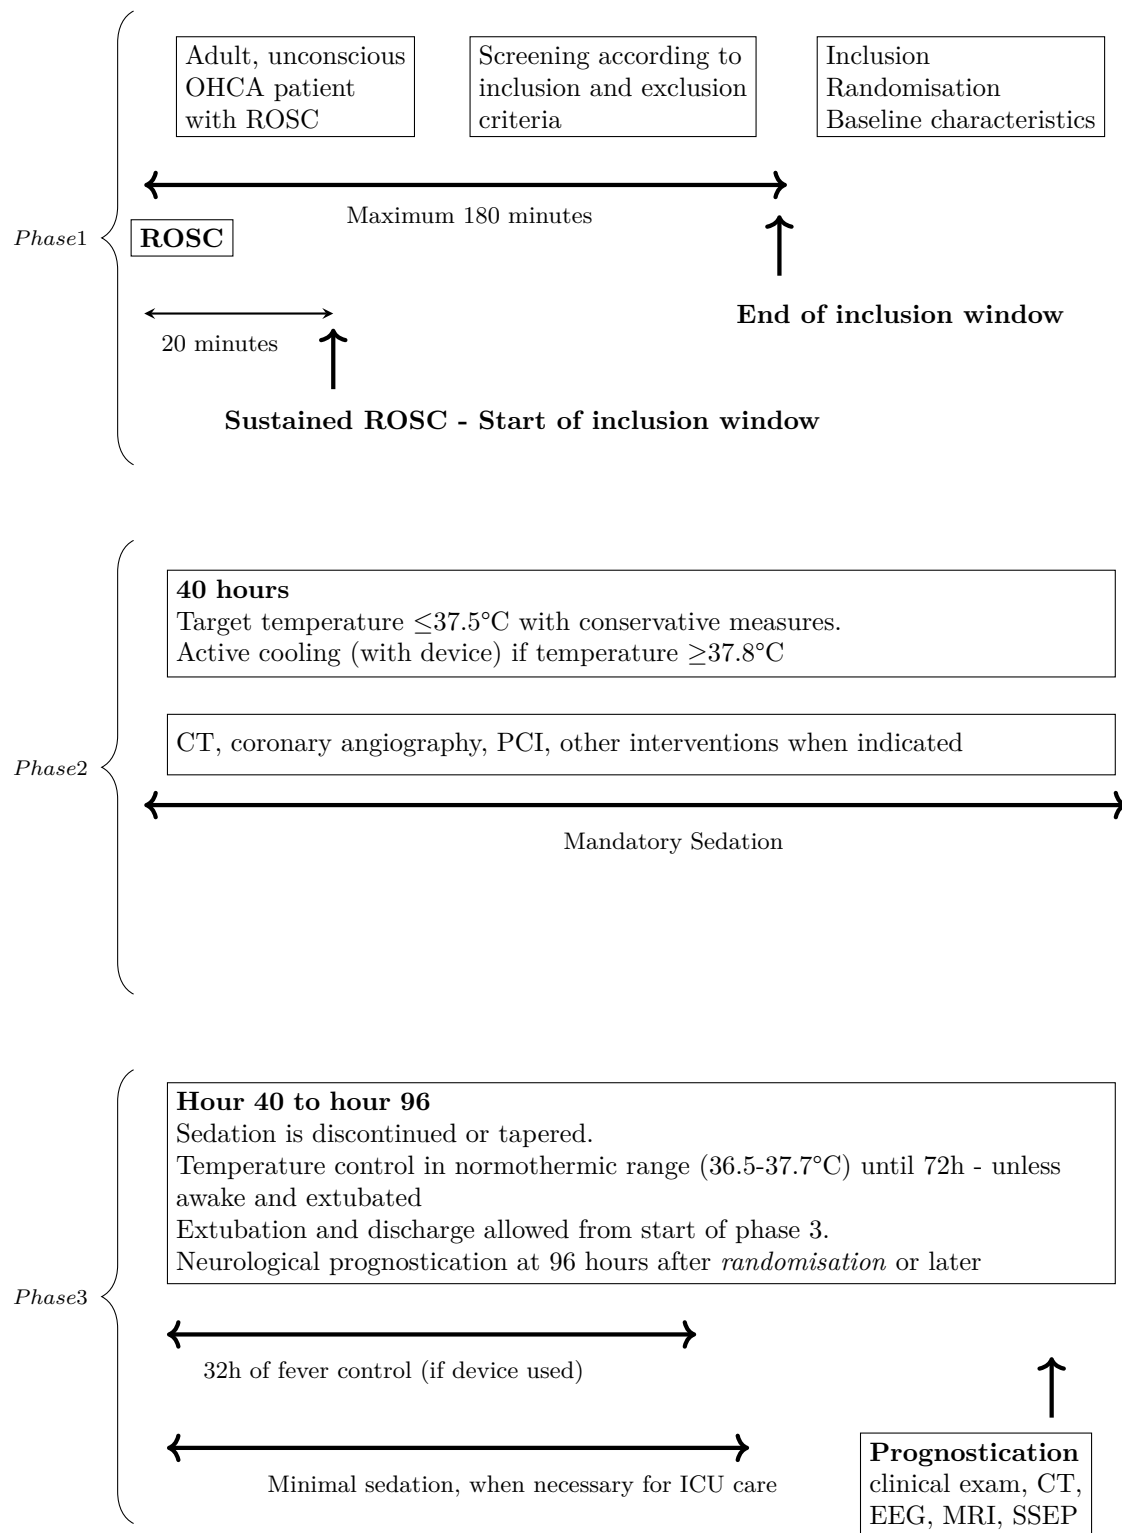 Adult, unconscious
OHCA patient
with ROSC
Screening according to
inclusion and exclusion
criteria
Inclusion
Randomisation
Baseline characteristics
Maximum 180 minutes
Phase1
ROSC
End of inclusion window
20 minutes
Sustained ROSC - Start of inclusion window
40 hours
Target temperature ≤37.5°C with conservative measures.
Active cooling (with device) if temperature ≥37.8°C
CT, coronary angiography, PCI, other interventions when indicated
Phase2
Mandatory Sedation
Hour 40 to hour 96
Sedation is discontinued or tapered.
Temperature control in normothermic range (36.5-37.7°C) until 72h - unless
awake and extubated
Extubation and discharge allowed from start of phase 3.
Neurological prognostication at 96 hours after randomisation or later
Phase3
32h of fever control (if device used)
Minimal sedation, when necessary for ICU care
Prognostication
clinical exam, CT,
EEG, MRI, SSEP